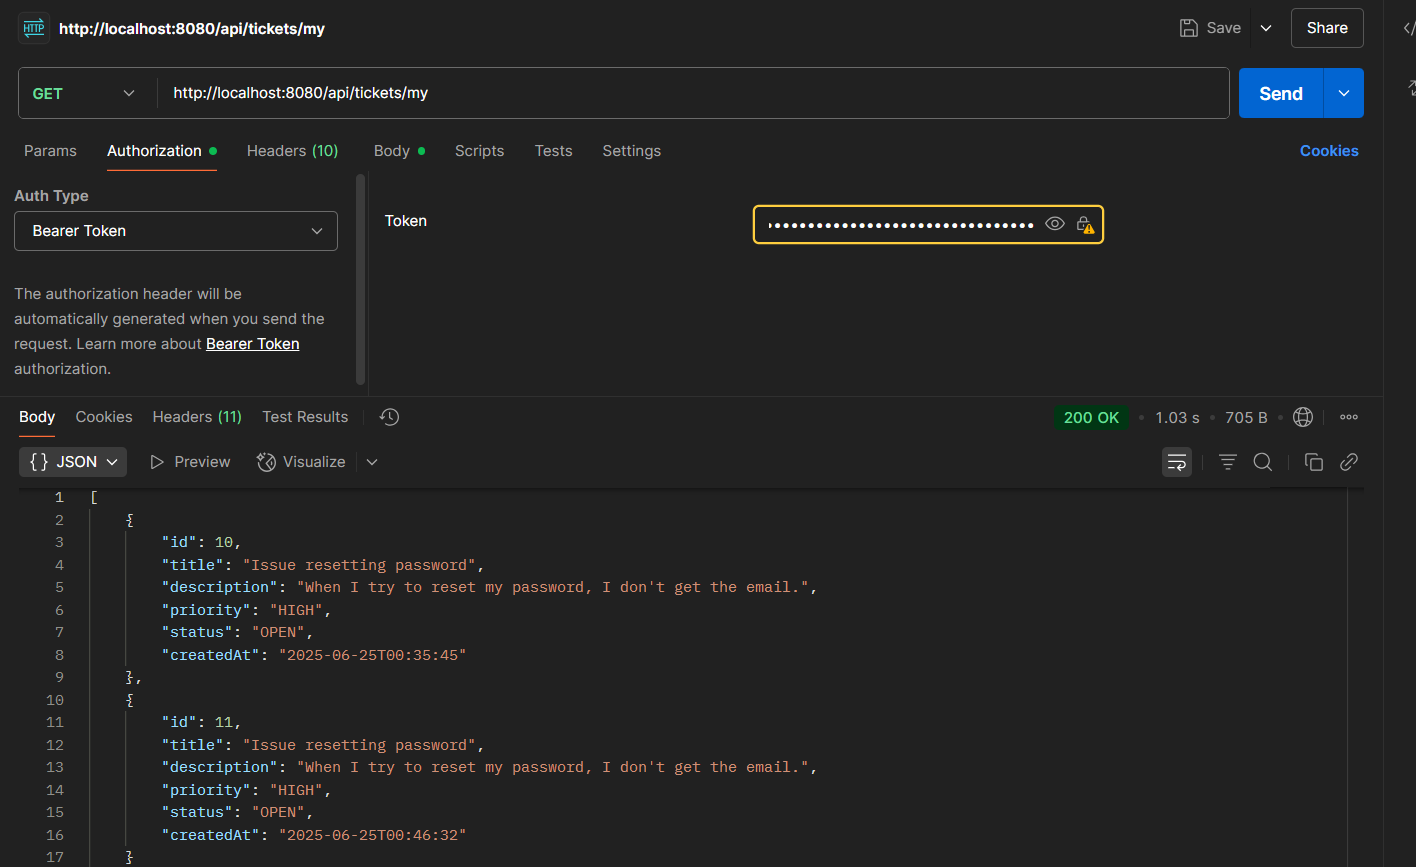 HTTP http://localhost:8080/api/tickets/my Save Share
GET http://localhost:8080/api/tickets/my Send
Params Authorization Headers (10) Body Scripts Tests Settings Cookies
Auth Type
Bearer Token
Token
The authorization header will be
automatically generated when you send the
request. Learn more about Bearer Token
authorization.
Body Cookies Headers (11) Test Results 200 OK • 1.03 s • 705 B
{} JSON Preview Visualize
1 [
2 {
3 "id": 10,
4 "title": "Issue resetting password",
5 "description": "When I try to reset my password, I don't get the email.",
6 "priority": "HIGH",
7 "status": "OPEN",
8 "createdAt": "2025-06-25T00:35:45"
9 },
10 {
11 "id": 11,
12 "title": "Issue resetting password",
13 "description": "When I try to reset my password, I don't get the email.",
14 "priority": "HIGH",
15 "status": "OPEN",
16 "createdAt": "2025-06-25T00:46:32"
17 }